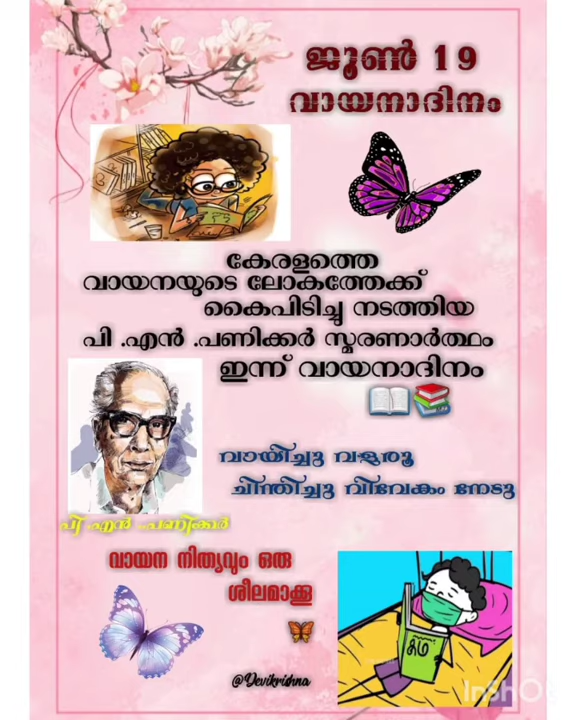 ജൂൺ 19
വായനാദിനം
കേരളത്തെ
വായനയുടെ ലോകത്തേക്ക്
കൈപിടിച്ചു നടത്തിയ
പി .എൻ .പണിക്കർ സ്മരണാർത്ഥം
ഇന്ന് വായനാദിനം
വായിച്ചു വളരൂ
ചിന്തിച്ചു വിവേകം നേടു
പി എൻ .പണിക്കർ
വായന നിത്യവും ഒരു
ശീലമാക്കൂ
കഥ
@Devikrishna
InShO